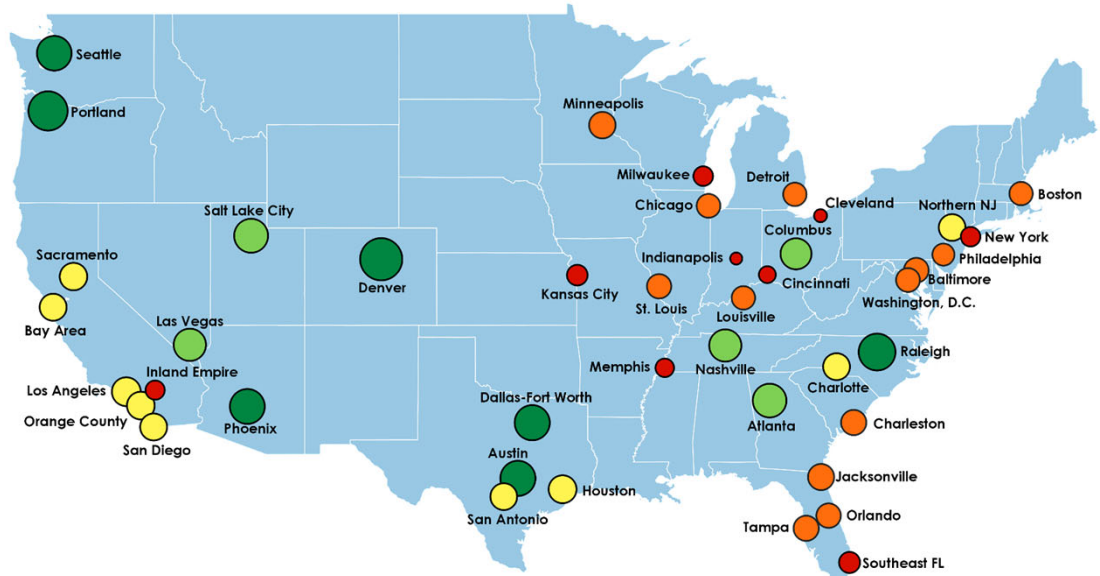 Seattle
Portland
Minneapolis
Milwaukee
Detroit
Boston
Chicago
Cleveland
Northern NJ
Salt Lake City
Columbus
New York
Sacramento
Indianapolis
Philadelphia
Denver
Kansas City
Cincinnati
Baltimore
St. Louis
Washington, D.C.
Bay Area
Louisville
Las Vegas
Raleigh
Inland Empire
Memphis
Nashville
Charlotte
Los Angeles
Dallas-Fort Worth
Orange County
Phoenix
Atlanta
Charleston
San Diego
Austin
Jacksonville
Houston
San Antonio
Orlando
Tampa
Southeast FL